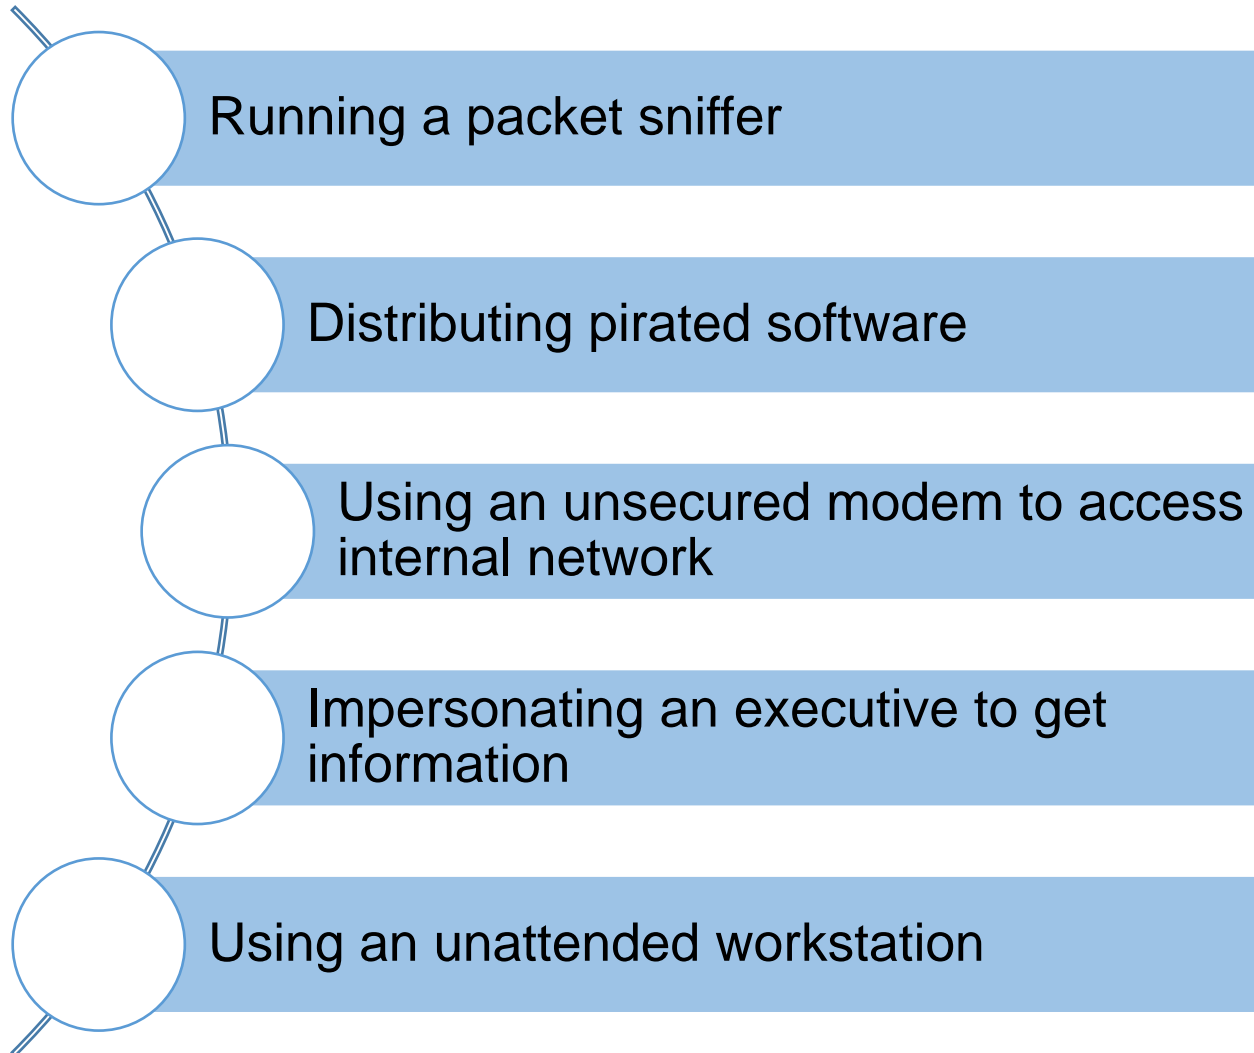 Running a packet sniffer
Distributing pirated software
Using an unsecured modem to access
internal network
Impersonating an executive to get
information
Using an unattended workstation